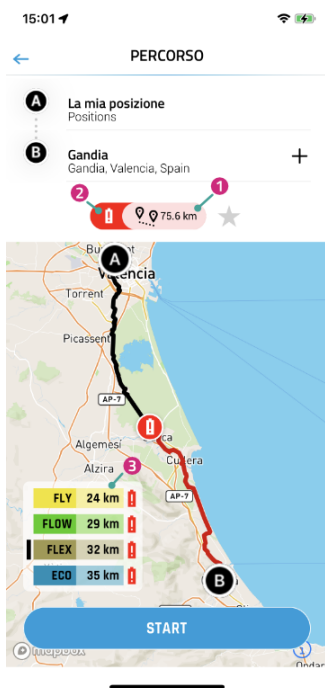 15:01
PERCORSO
A
La mia posizione
Positions
B
Gandia
Gandia, Valencia, Spain
2
1
75.6 km
A
Valencia
Torrent
Picassent
AP-7
Algemesí
Alzira
3
AP-7
FLY 24 km
FLOW 29 km
FLEX 32 km
ECO 35 km
B
START
mapbox